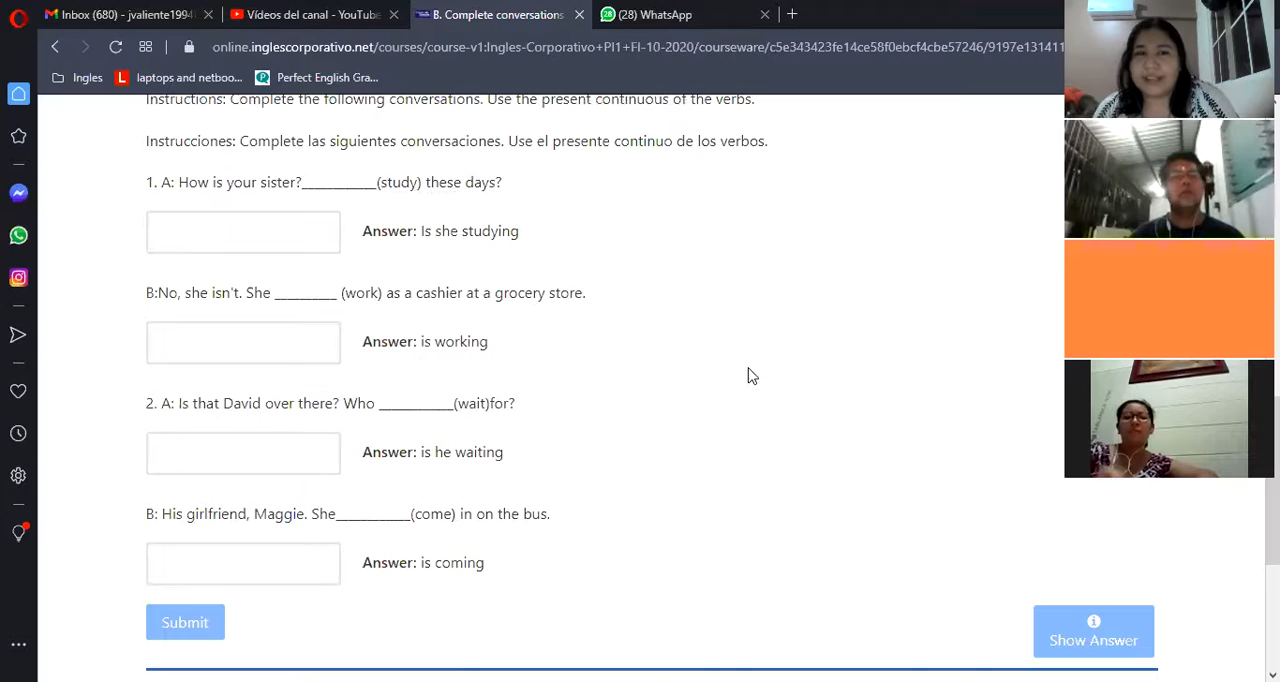 Inbox (680) - jvaliente1994
Vídeos del canal - YouTube
B. Complete conversations
(28) WhatsApp
online.inglescorporativo.net/courses/course-v1:Ingles-Corporativo+PI1+FI-10-2020/courseware/c5e343423fe14ce58f0ebcf4cbe57246/9197e131411
Ingles
laptops and netboo...
Perfect English Gra...
Instructions: Complete the following conversations. Use the present continuous of the verbs.
Instrucciones: Complete las siguientes conversaciones. Use el presente continuo de los verbos.
1. A: How is your sister?____________(study) these days?
Answer: Is she studying
B:No, she isn't. She __________ (work) as a cashier at a grocery store.
Answer: is working
2. A: Is that David over there? Who ____________(wait)for?
Answer: is he waiting
B: His girlfriend, Maggie. She____________(come) in on the bus.
Answer: is coming
Submit
Show Answer